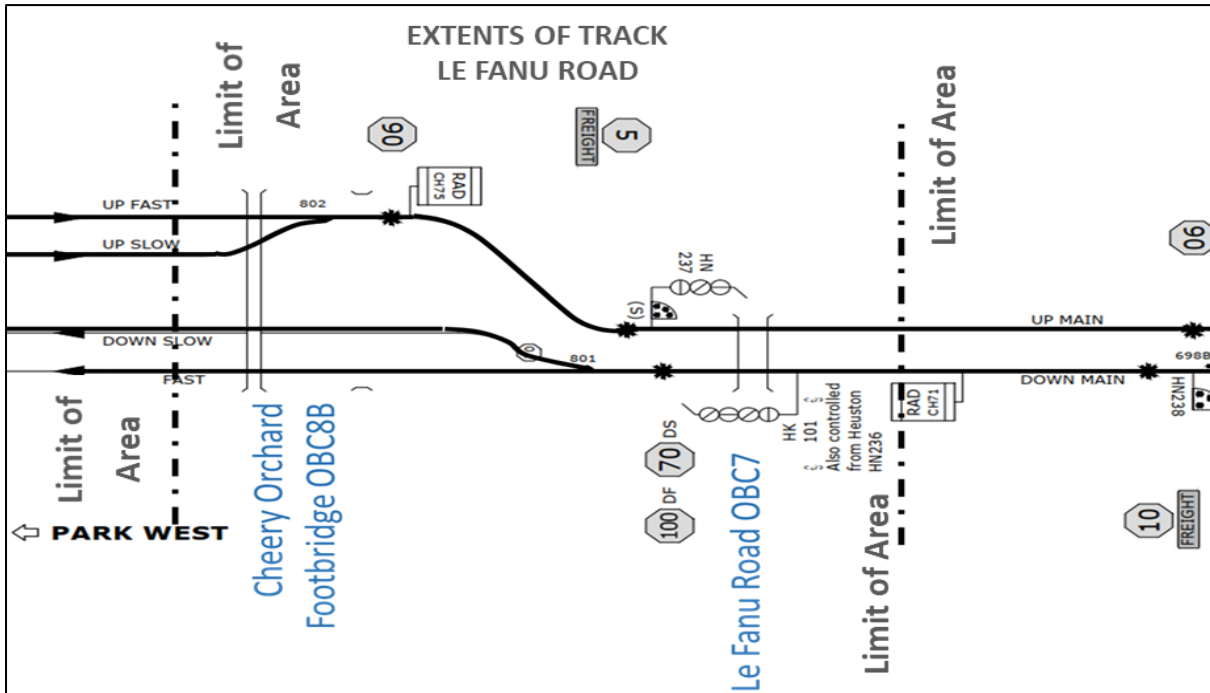 EXTENTS OF TRACK
LE FANU ROAD
Limit of
Area
90
RAD
CH75
FREIGHT
5
Limit of Area
UP FAST
802
UP SLOW
90
HN
237
(S)
UP MAIN
DOWN SLOW
801
698B
FAST
DOWN MAIN
HN238
RAD
CH71
Limit of
Area
Cheery Orchard
Footbridge OBC8B
70 DS
100 DF
HK
101
Also controlled
from Heuston
HN236
Le Fanu Road OBC7
Limit of Area
10
FREIGHT
PARK WEST